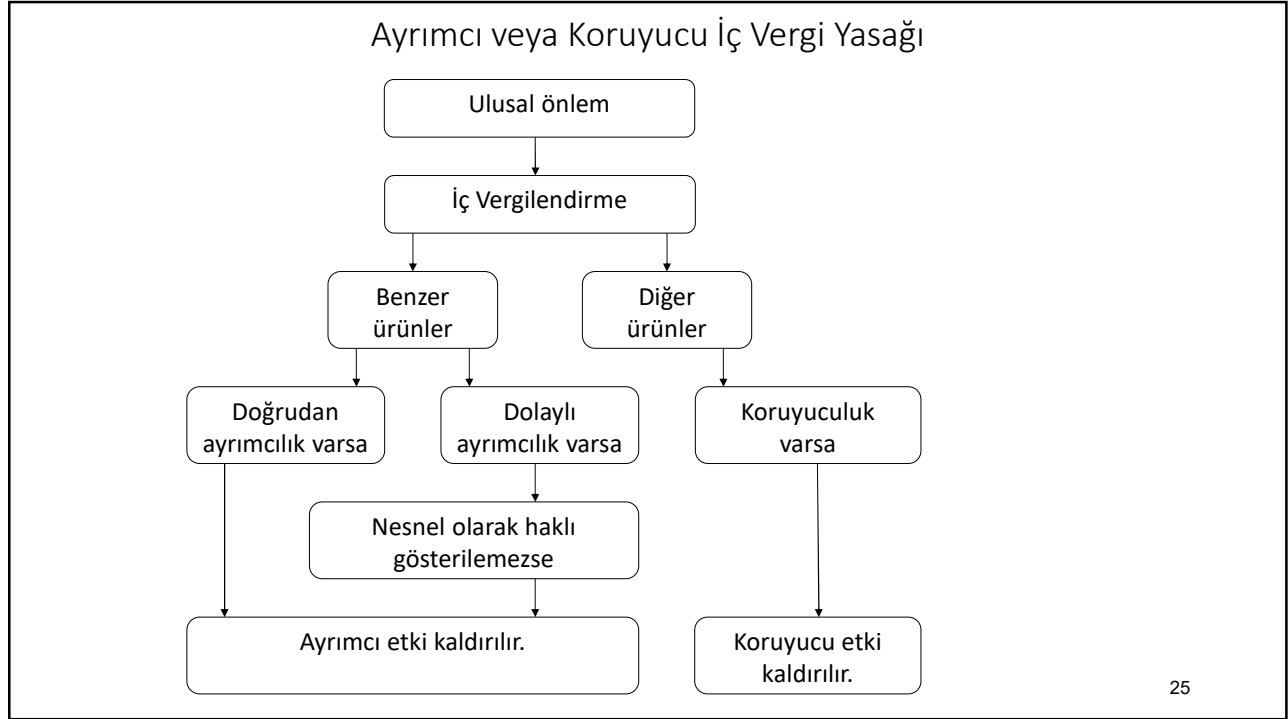 Ayrımcı veya Koruyucu İç Vergi Yasağı
Ulusal önlem
İç Vergilendirme
Benzer
ürünler
Diğer
ürünler
Doğrudan
ayrımcılık varsa
Dolaylı
ayrımcılık varsa
Koruyuculuk
varsa
Nesnel olarak haklı
gösterilemezse
Ayrımcı etki kaldırılır.
Koruyucu etki
kaldırılır.
25